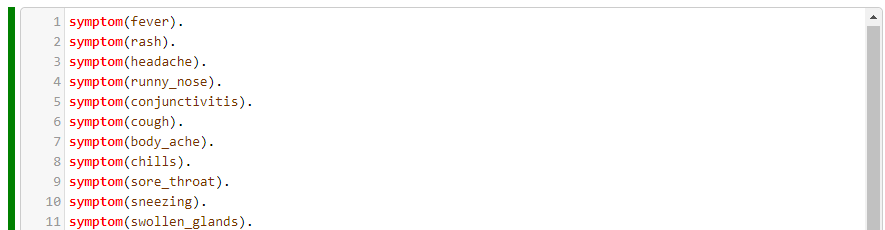 1 symptom(fever).
2 symptom(rash).
3 symptom(headache).
4 symptom(runny_nose).
5 symptom(conjunctivitis).
6 symptom(cough).
7 symptom(body_ache).
8 symptom(chills).
9 symptom(sore_throat).
10 symptom(sneezing).
11 symptom(swollen_glands).